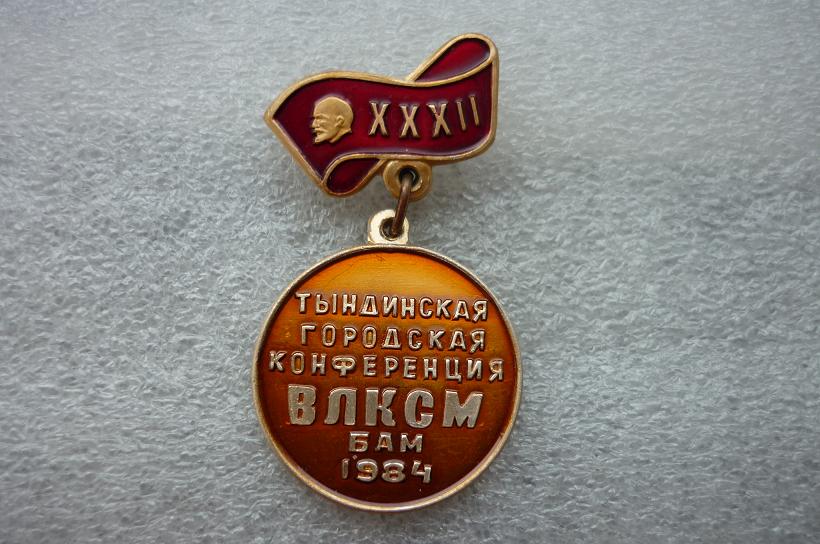 XXXII
ТЫНДИНСКАЯ
ГОРОДСКАЯ
КОНФЕРЕНЦИЯ
ВЛКСМ
БАМ
1984